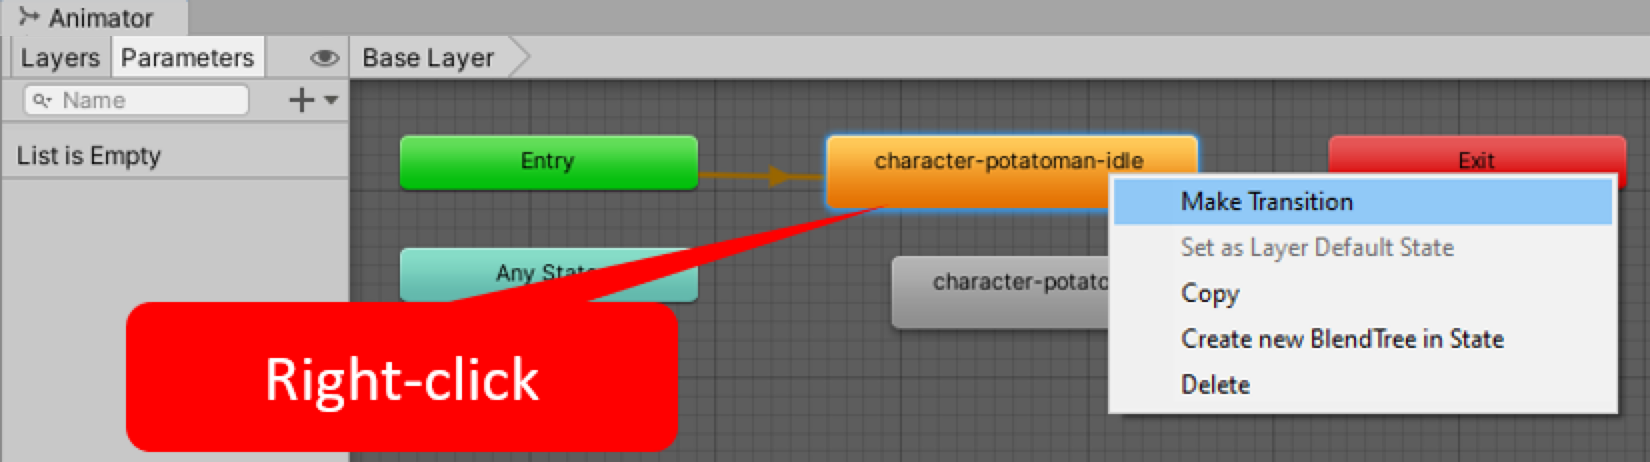 Animator
Layers Parameters
Base Layer
Name
List is Empty
Entry
character-potatoman-idle
Exit
Any State
character-potato
Make Transition
Set as Layer Default State
Copy
Create new BlendTree in State
Delete
Right-click